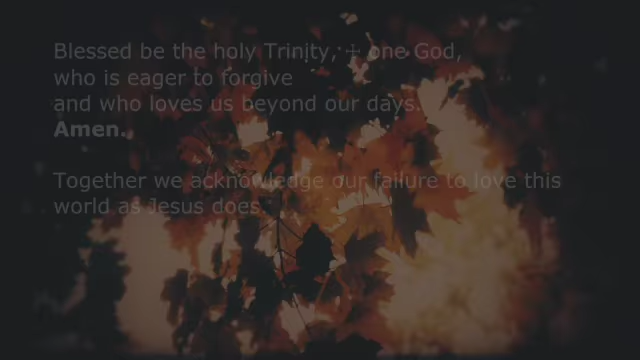 Blessed be the holy Trinity, ☩ one God,
who is eager to forgive
and who loves us beyond our days.
Amen.
Together we acknowledge our failure to love this
world as Jesus does